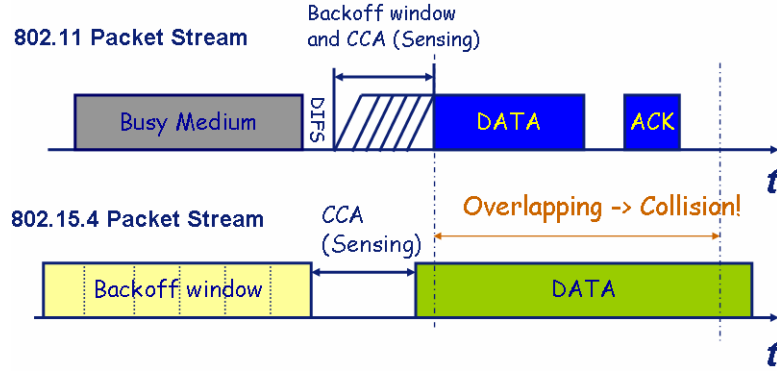 Backoff window
and CCA (Sensing)
802.11 Packet Stream
Busy Medium
DIFS
DATA
ACK
t
802.15.4 Packet Stream
CCA
(Sensing)
Overlapping -> Collision!
Backoff window
DATA
t